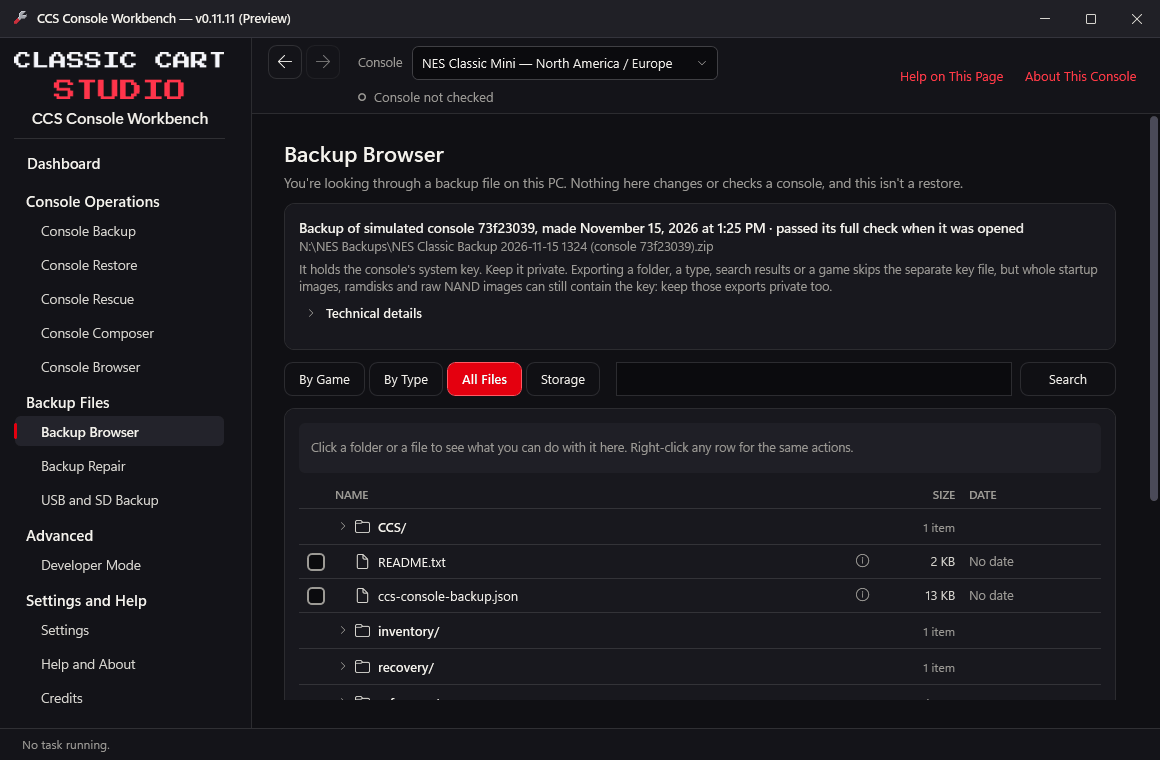 CCS Console Workbench — v0.11.11 (Preview)
CLASSIC CART
STUDIO
CCS Console Workbench
Dashboard
Console Operations
Console Backup
Console Restore
Console Rescue
Console Composer
Console Browser
Backup Files
Backup Browser
Backup Repair
USB and SD Backup
Advanced
Developer Mode
Settings and Help
Settings
Help and About
Credits
Console
NES Classic Mini — North America / Europe
Console not checked
Help on This Page
About This Console
Backup Browser
You're looking through a backup file on this PC. Nothing here changes or checks a console, and this isn't a restore.
Backup of simulated console 73f23039, made November 15, 2026 at 1:25 PM · passed its full check when it was opened
N:\NES Backups\NES Classic Backup 2026-11-15 1324 (console 73f23039).zip
It holds the console's system key. Keep it private. Exporting a folder, a type, search results or a game skips the separate key file, but whole startup
images, ramdisks and raw NAND images can still contain the key: keep those exports private too.
Technical details
By Game
By Type
All Files
Storage
Search
Click a folder or a file to see what you can do with it here. Right-click any row for the same actions.
NAME SIZE DATE
CCS/ 1 item
README.txt 2 KB No date
ccs-console-backup.json 13 KB No date
inventory/ 1 item
recovery/ 1 item
No task running.